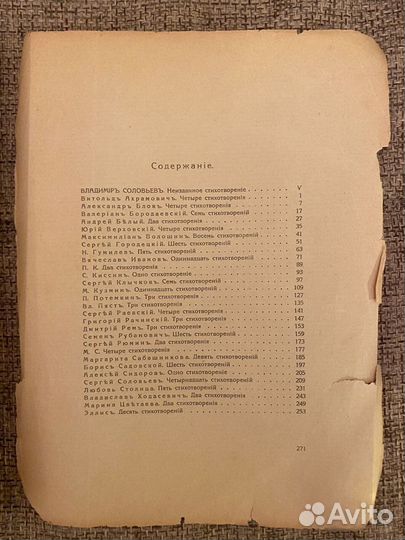 Содержаніе.
ВЛАДИМІРЪ СОЛОВЬЕВЪ. Неизданное стихотвореніе . . . . . . V
Витольдъ Ахрамовичъ. Четыре стихотворенія . . . . . . 1
Александръ Блокъ. Четыре стихотворенія . . . . . . 7
Валеріанъ Бородаевскій. Семь стихотвореній . . . . . . 17
Андрей Бѣлый. Два стихотворенія . . . . . . 27
Юрій Верховскій. Четыре стихотворенія . . . . . . 35
Максимиліанъ Волошинъ. Восемь стихотвореній . . . . . . 41
Сергѣй Городецкій. Шесть стихотвореній . . . . . . 51
Н. Гумилевъ. Пять стихотвореній . . . . . . 63
Вячеславъ Ивановъ. Одиннадцать стихотвореній . . . . . . 71
П. К. Два стихотворенія . . . . . . 89
С. Киссинъ. Одно стихотвореніе . . . . . . 93
Сергѣй Клычковъ. Семь стихотвореній . . . . . . 97
М. Кузминъ. Одиннадцать стихотвореній . . . . . . 109
П. Потемкинъ. Три стихотворенія . . . . . . 127
Вл. Пястъ. Три стихотворенія . . . . . . 135
Сергѣй Раевскій. Четыре стихотворенія . . . . . . 141
Григорій Рачинскій. Три стихотворенія . . . . . . 147
Дмитрій Ремъ. Три стихотворенія . . . . . . 153
Семенъ Рубановичъ. Шесть стихотвореній . . . . . . 159
Сергѣй Рюминъ. Два стихотворенія . . . . . . 173
М. С. Четыре стихотворенія . . . . . . 177
Маргарита Сабашникова. Девять стихотвореній . . . . . . 185
Борисъ Садовской. Шесть стихотвореній . . . . . . 197
Алексѣй Сидоровъ. Одно стихотвореніе . . . . . . 205
Сергѣй Соловьевъ. Четырнадцать стихотвореній . . . . . . 209
Любовь Столица. Пять стихотвореній . . . . . . 231
Владиславъ Ходасевичъ. Два стихотворенія . . . . . . 243
Марина Цвѣтаева. Два стихотворенія . . . . . . 249
Эллисъ. Десять стихотвореній . . . . . . 253
271
Avito